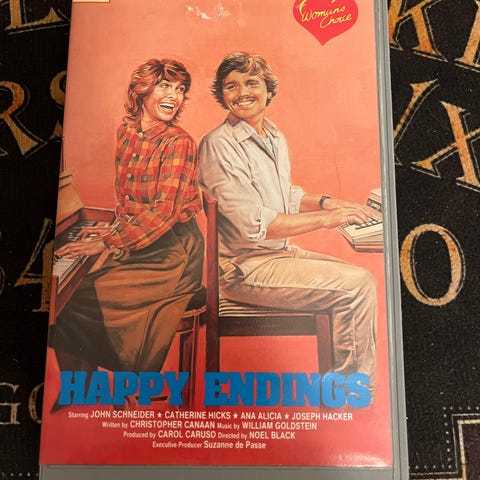 Woman's
Choice
HAPPY ENDINGS
Starring JOHN SCHNEIDER ★ CATHERINE HICKS ★ ANA ALICIA ★ JOSEPH HACKER
Written by CHRISTOPHER CANAAN Music by WILLIAM GOLDSTEIN
Produced by CAROL CARUSO Directed by NOEL BLACK
Executive Producer Suzanne de Passe